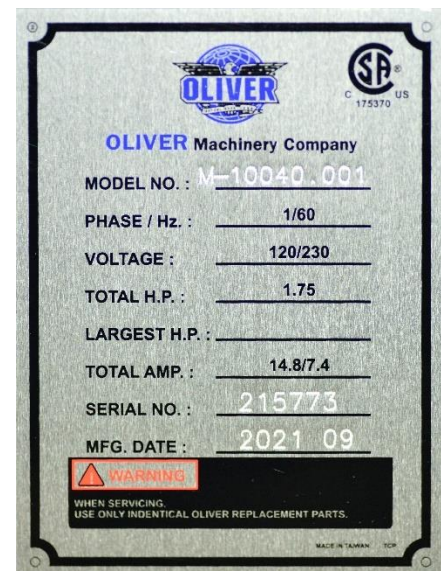 OLIVER
SA ®
C US
175370
OLIVER Machinery Company
MODEL NO. : M-10040.001
PHASE / Hz. : 1/60
VOLTAGE : 120/230
TOTAL H.P. : 1.75
LARGEST H.P. :
TOTAL AMP. : 14.8/7.4
SERIAL NO. : 215773
MFG. DATE : 2021 09
WARNING
WHEN SERVICING.
USE ONLY INDENTICAL OLIVER REPLACEMENT PARTS.
MADE IN TAIWAN TCP